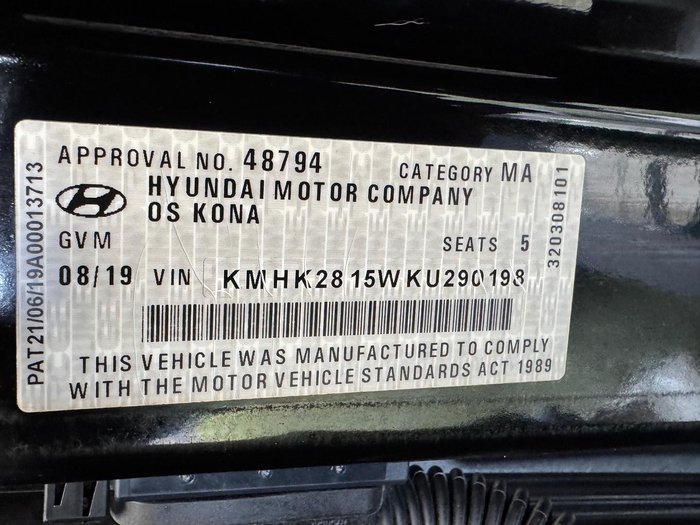 APPROVAL NO. 48794 CATEGORY MA
HYUNDAI MOTOR COMPANY
OS KONA
GVM SEATS 5
08/19 VIN KMHK2815WKU290198
THIS VEHICLE WAS MANUFACTURED TO COMPLY
WITH THE MOTOR VEHICLE STANDARDS ACT 1989
PAT21/06/19A00013713
320308101